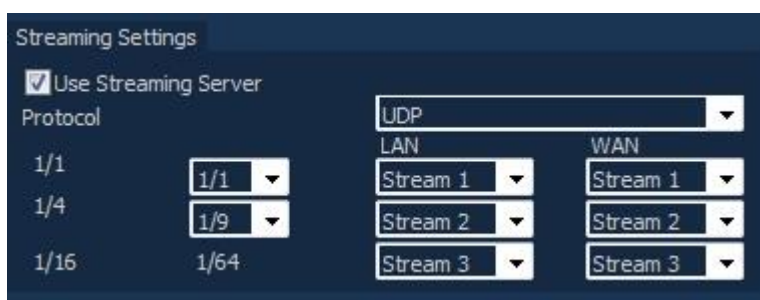 Streaming Settings
Use Streaming Server
Protocol UDP
LAN WAN
1/1 1/1 Stream 1 Stream 1
1/4 1/9 Stream 2 Stream 2
1/16 1/64 Stream 3 Stream 3